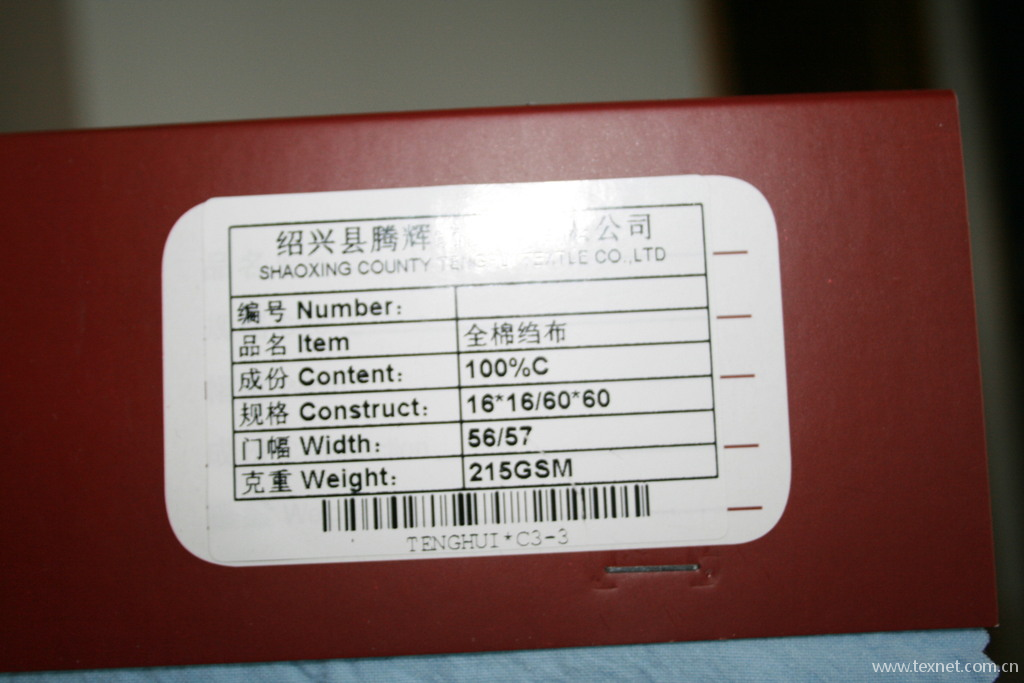 绍兴县腾辉 公司
SHAOXING COUNTY TENGHUI TEXTLE CO.,LTD
编号 Number:
品名 Item 全棉绉布
成份 Content: 100%C
规格 Construct: 16*16/60*60
门幅 Width: 56/57
克重 Weight: 215GSM
TENGHUI*C3-3
www.texnet.com.cn